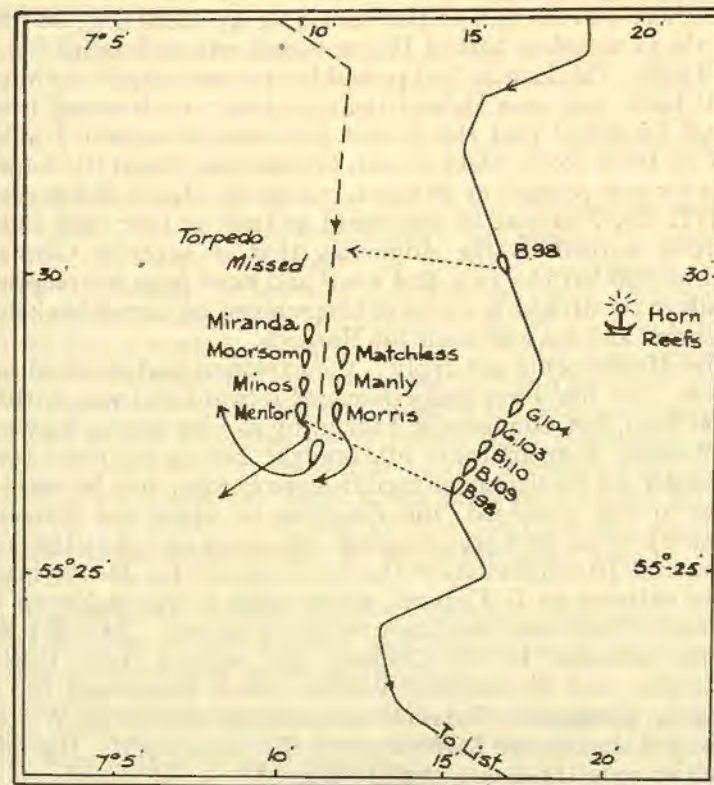 7° 5′ 10′ 15′ 20′
B.98
Torpedo
Missed
30′ 30′
Horn
Reefs
Miranda
Moorsom Matchless
Minos Manly
Mentor Morris
G.104
G.103
B.110
B.109
B.98
55° 25′ 55°-25′
To List
7° 5′ 10′ 15′ 20′